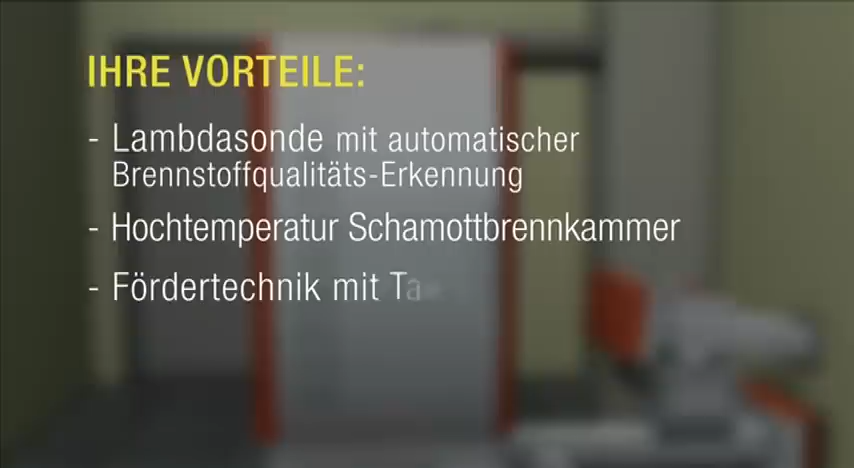 IHRE VORTEILE:
- Lambdasonde mit automatischer
Brennstoffqualitäts-Erkennung
- Hochtemperatur Schamottbrennkammer
- Fördertechnik mit